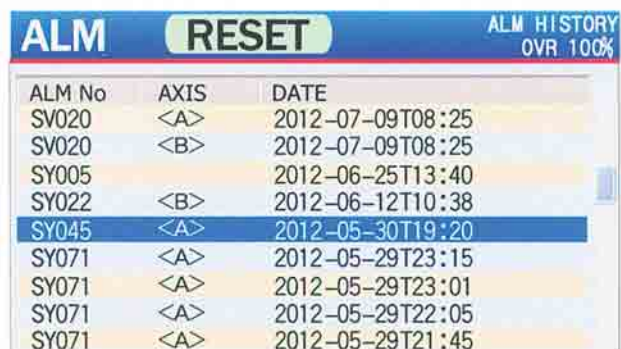 ALM RESET ALM HISTORY
OVR 100%
ALM No AXIS DATE
SV020 <A> 2012-07-09T08:25
SV020 <B> 2012-07-09T08:25
SY005 2012-06-25T13:40
SY022 <B> 2012-06-12T10:38
SY045 <A> 2012-05-30T19:20
SY071 <A> 2012-05-29T23:15
SY071 <A> 2012-05-29T23:01
SY071 <A> 2012-05-29T22:05
SY071 <A> 2012-05-29T21:45